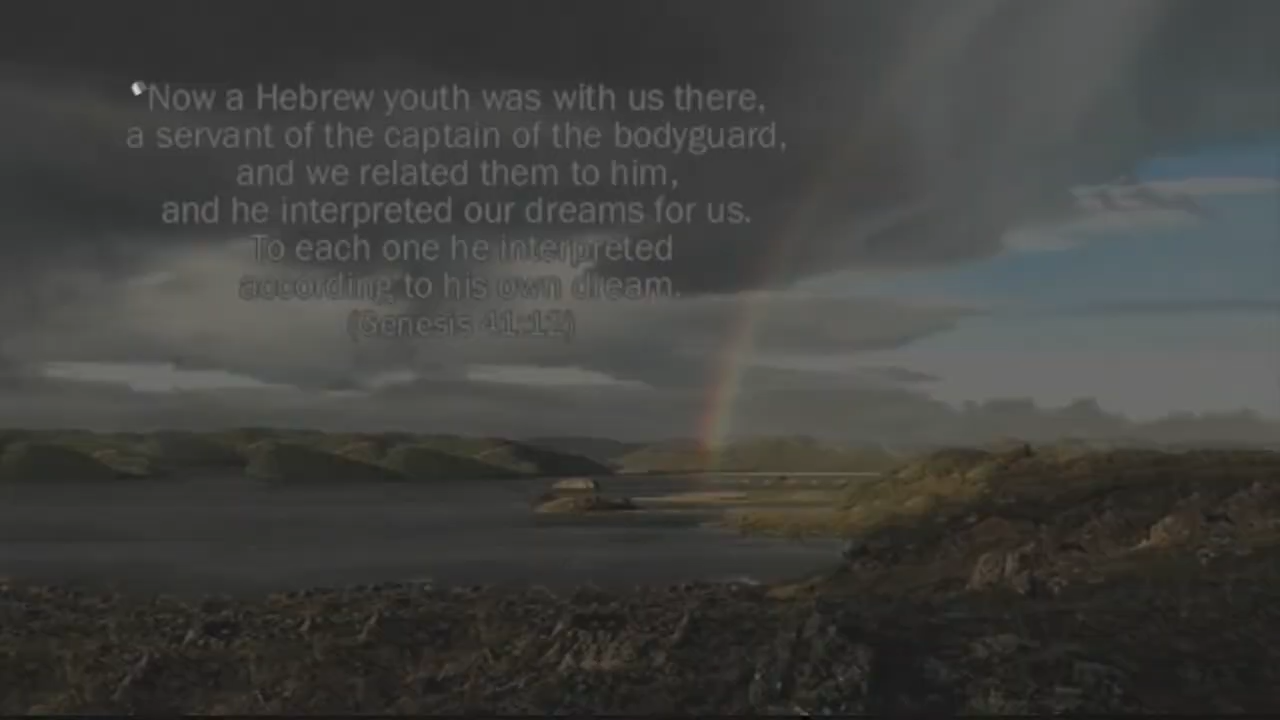 "Now a Hebrew youth was with us there,
a servant of the captain of the bodyguard,
and we related them to him,
and he interpreted our dreams for us.
To each one he interpreted
according to his own dream.
(Genesis 41:12)